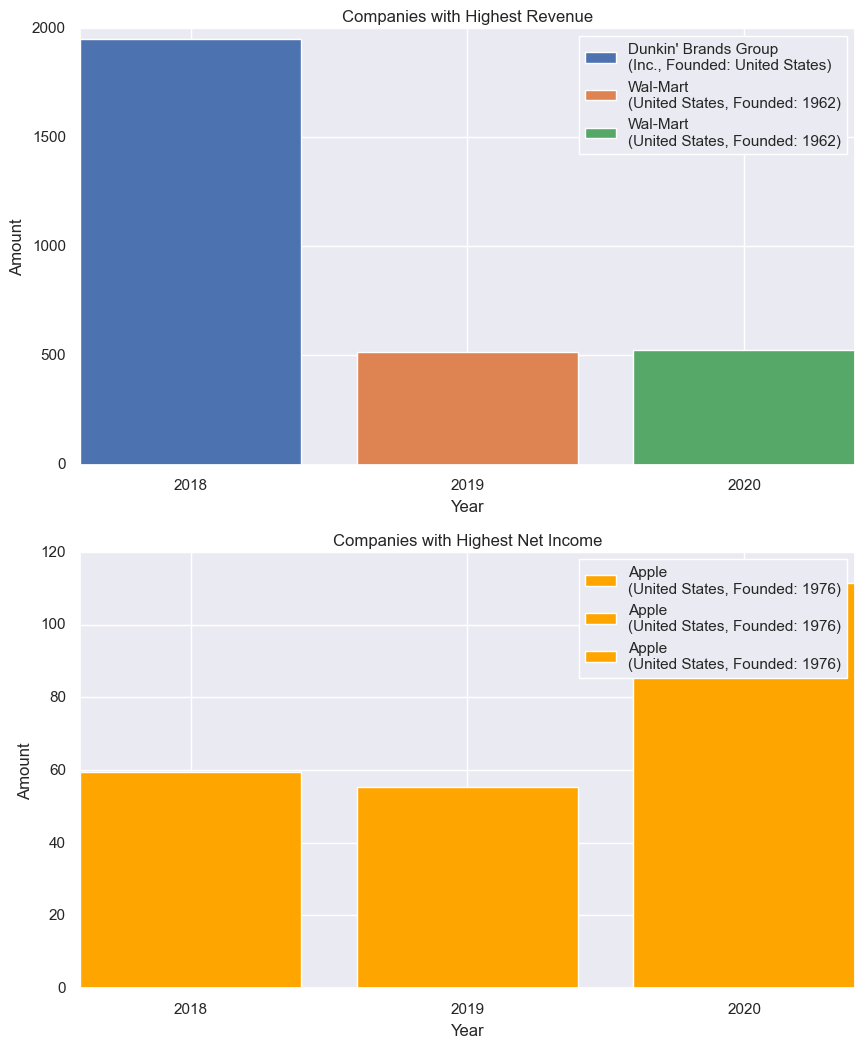 Companies with Highest Revenue
2000
1500
1000
500
0
Amount
Dunkin' Brands Group
(Inc., Founded: United States)
Wal-Mart
(United States, Founded: 1962)
Wal-Mart
(United States, Founded: 1962)
2018
2019
2020
Year
Companies with Highest Net Income
120
100
80
60
40
20
0
Amount
Apple
(United States, Founded: 1976)
Apple
(United States, Founded: 1976)
Apple
(United States, Founded: 1976)
2018
2019
2020
Year